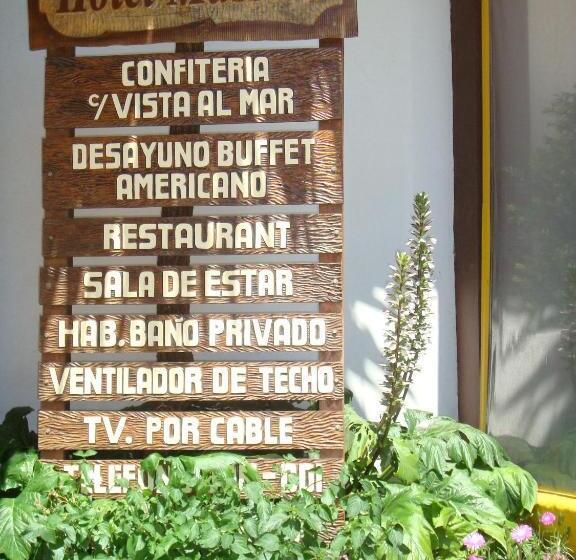 Hotel
CONFITERIA
c/ VISTA AL MAR
DESAYUNO BUFFET
AMERICANO
RESTAURANT
SALA DE ESTAR
HAB. BAÑO PRIVADO
VENTILADOR DE TECHO
TV. POR CABLE